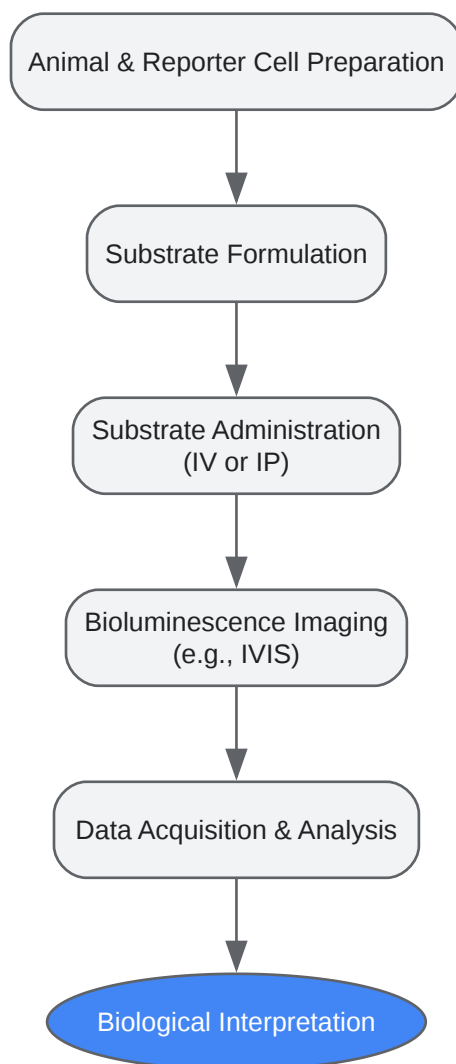 Animal & Reporter Cell Preparation
Substrate Formulation
Substrate Administration
(IV or IP)
Bioluminescence Imaging
(e.g., IVIS)
Data Acquisition & Analysis
Biological Interpretation